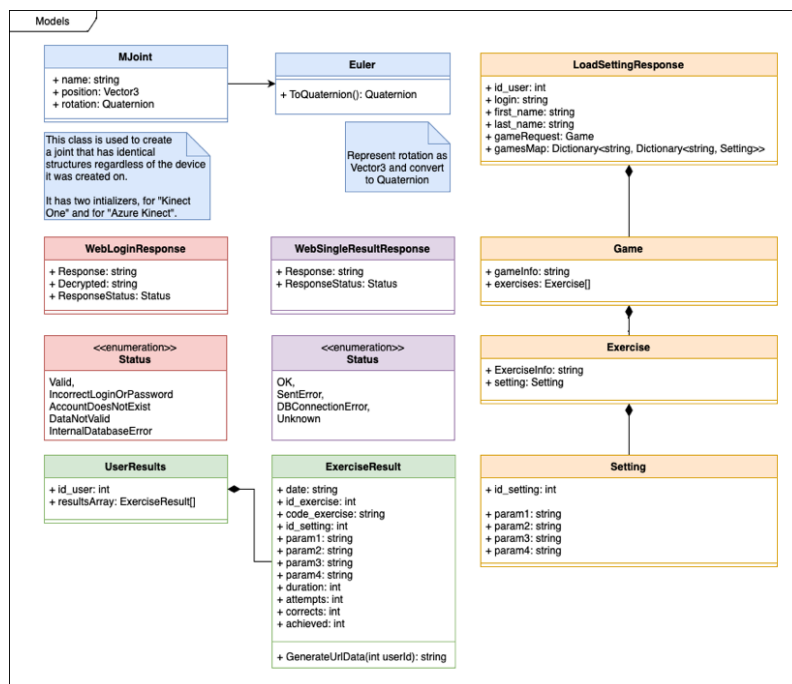 Models
MJoint
+ name: string
+ position: Vector3
+ rotation: Quaternion
Euler
+ ToQuaternion(): Quaternion
LoadSettingResponse
+ id_user: int
+ login: string
+ first_name: string
+ last_name: string
+ gameRequest: Game
+ gamesMap: Dictionary<string, Dictionary<string, Setting>>
This class is used to create
a joint that has identical
structures regardless of the device
it was created on.
It has two intializers, for "Kinect
One" and for "Azure Kinect".
Represent rotation as
Vector3 and convert
to Quaternion
WebLoginResponse
+ Response: string
+ Decrypted: string
+ ResponseStatus: Status
WebSingleResultResponse
+ Response: string
+ ResponseStatus: Status
Game
+ gameInfo: string
+ exercises: Exercise[]
<<enumeration>>
Status
Valid,
IncorrectLoginOrPassword
AccountDoesNotExist
DataNotValid
InternalDatabaseError
<<enumeration>>
Status
OK,
SentError,
DBConnectionError,
Unknown
Exercise
+ ExerciseInfo: string
+ setting: Setting
UserResults
+ id_user: int
+ resultsArray: ExerciseResult[]
ExerciseResult
+ date: string
+ id_exercise: int
+ code_exercise: string
+ id_setting: int
+ param1: string
+ param2: string
+ param3: string
+ param4: string
+ duration: int
+ attempts: int
+ corrects: int
+ achieved: int
+ GenerateUrlData(int userId): string
Setting
+ id_setting: int
+ param1: string
+ param2: string
+ param3: string
+ param4: string